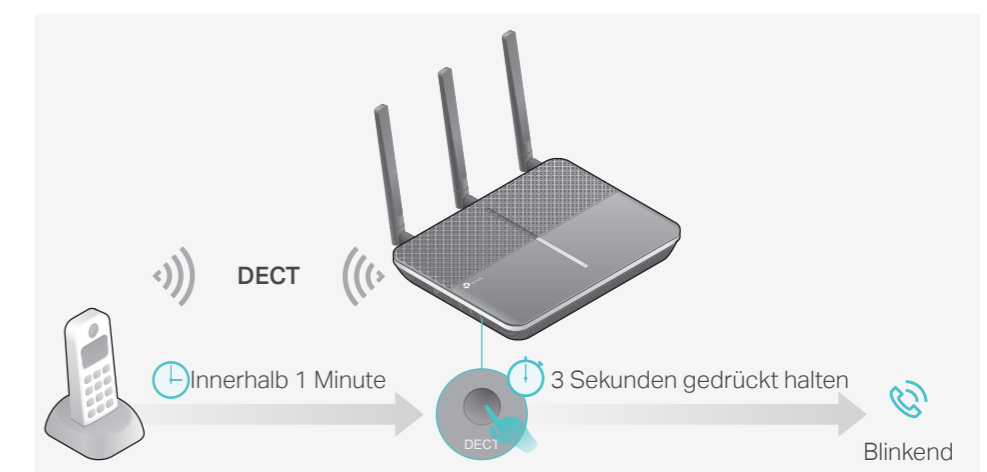 DECT
Innerhalb 1 Minute
3 Sekunden gedrückt halten
DECT
Blinkend